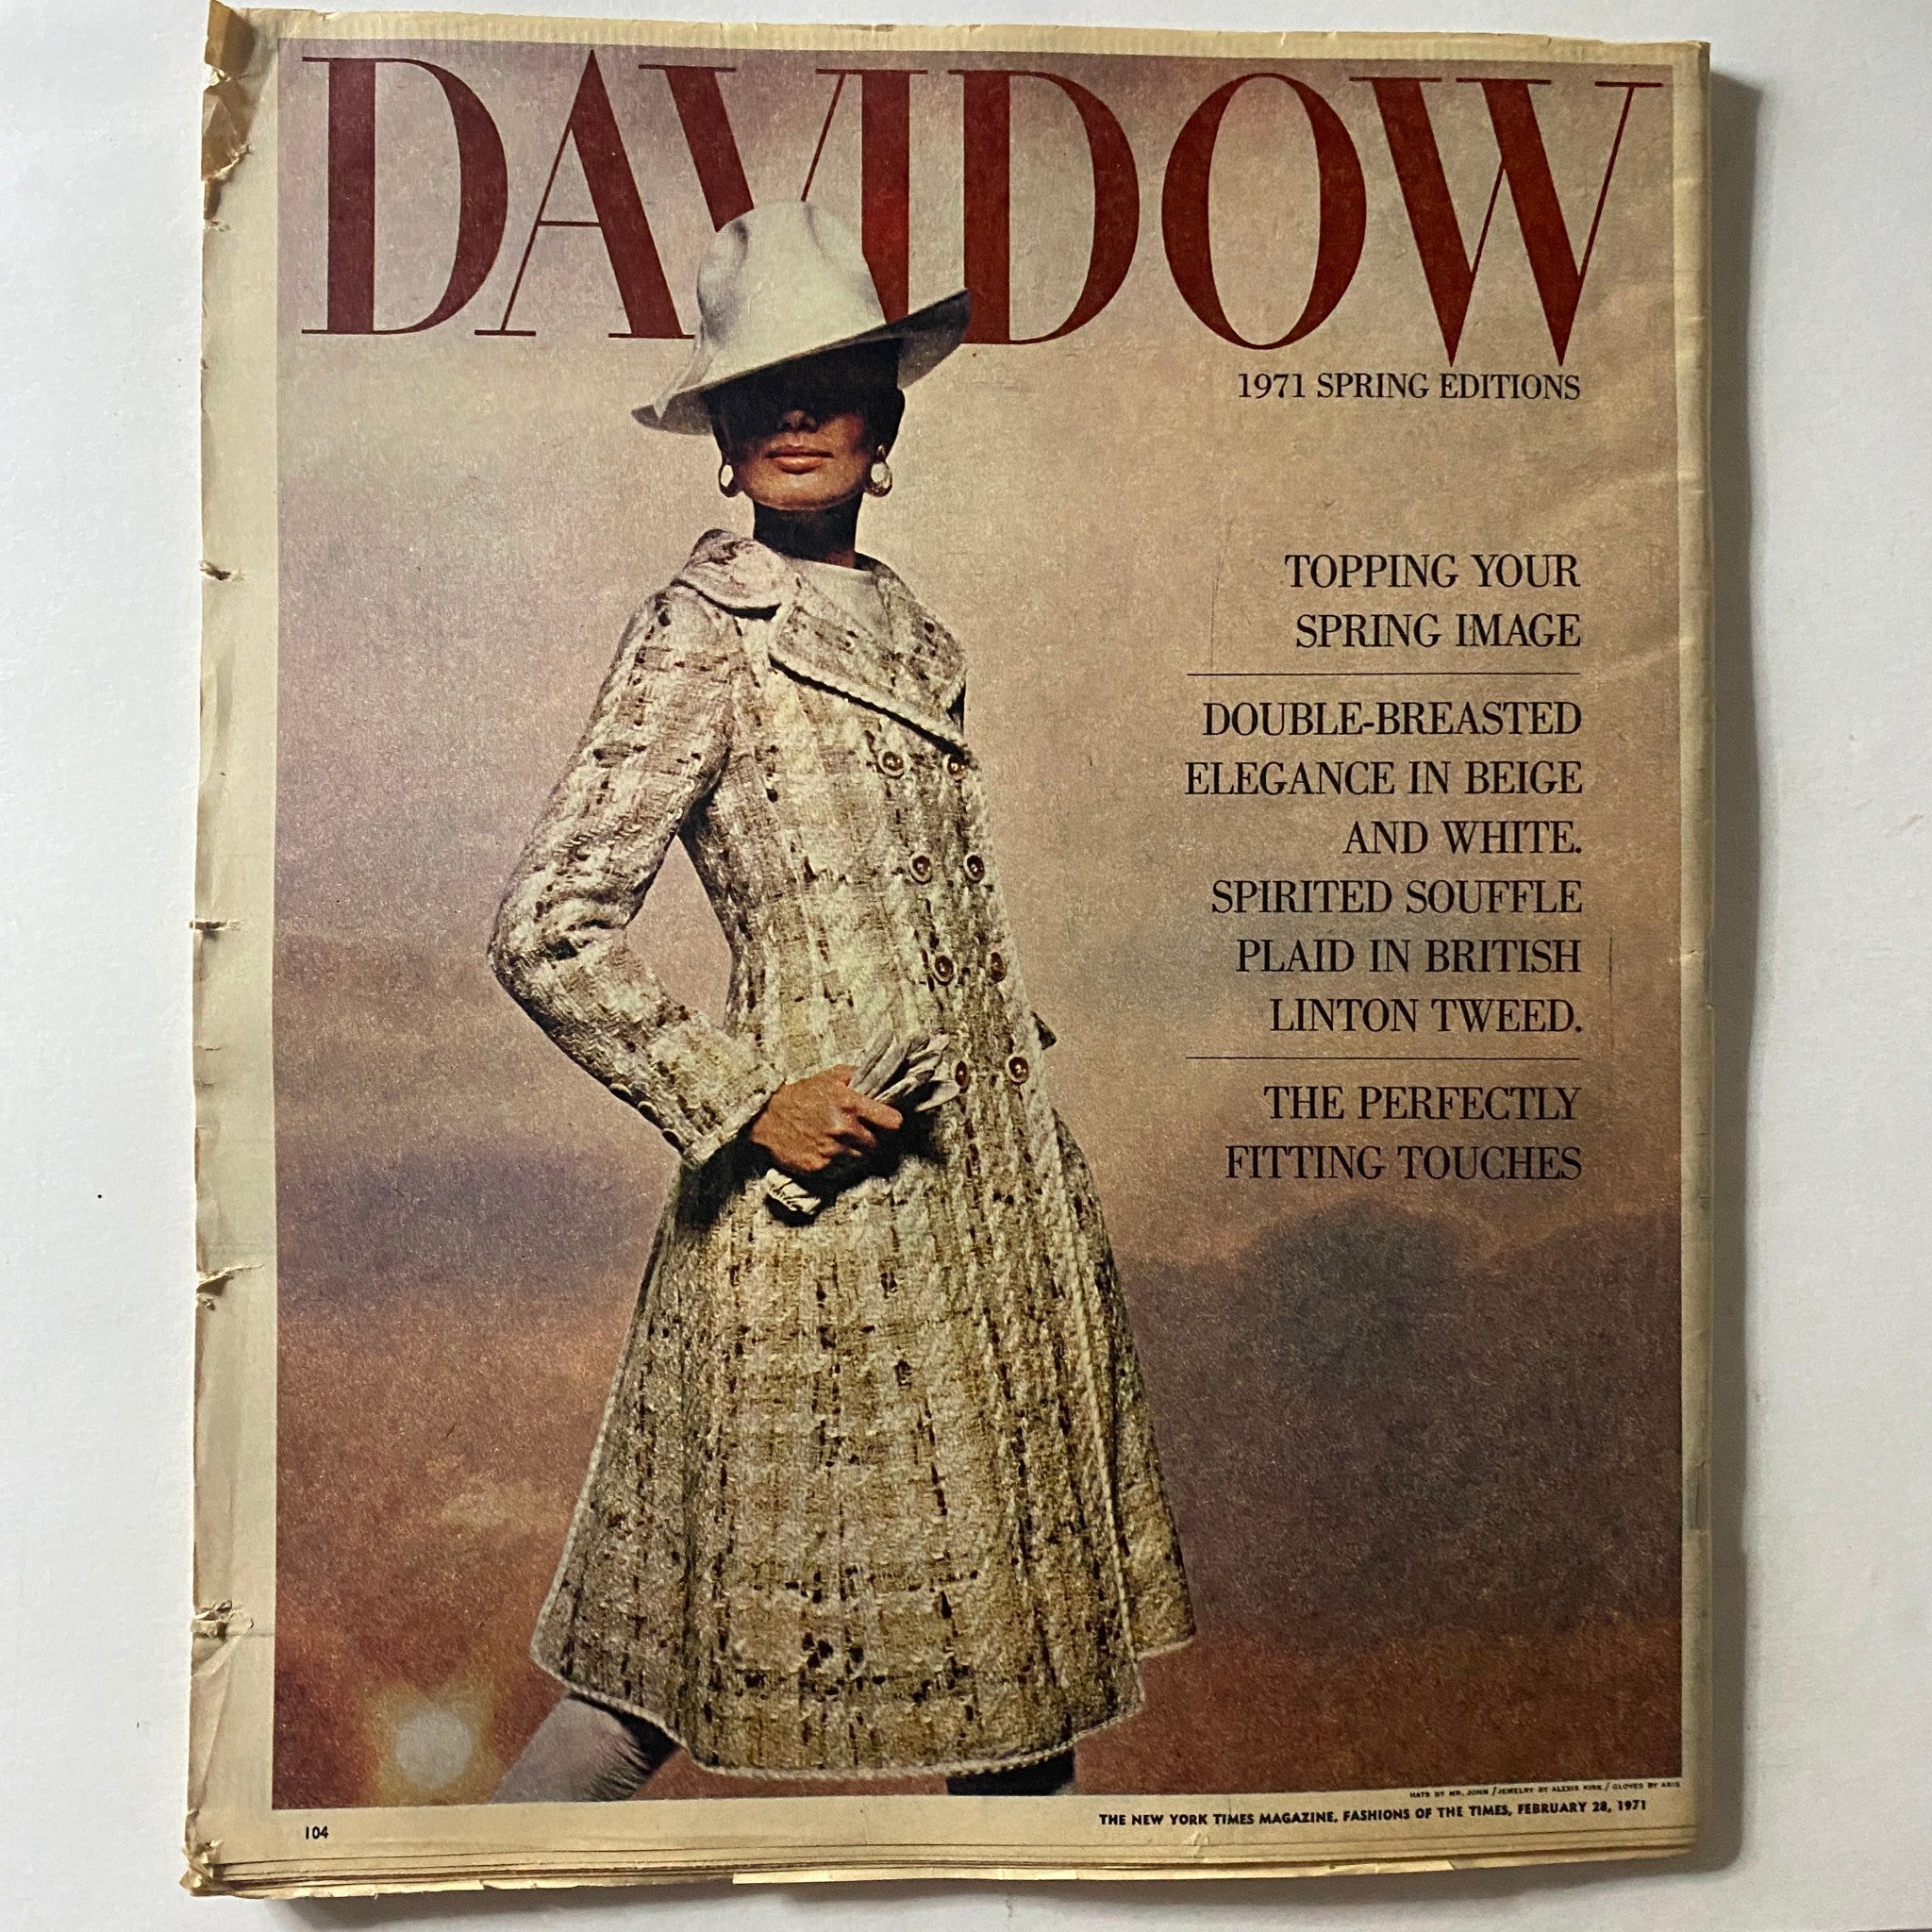 DAVIDOW
1971 SPRING EDITIONS
TOPPING YOUR
SPRING IMAGE
DOUBLE-BREASTED
ELEGANCE IN BEIGE
AND WHITE.
SPIRITED SOUFFLE
PLAID IN BRITISH
LINTON TWEED.
THE PERFECTLY
FITTING TOUCHES
HATS BY MR. JOHN / JEWELRY BY ALEXIS KIRK / GLOVES BY ARIS
THE NEW YORK TIMES MAGAZINE, FASHIONS OF THE TIMES, FEBRUARY 28, 1971
104